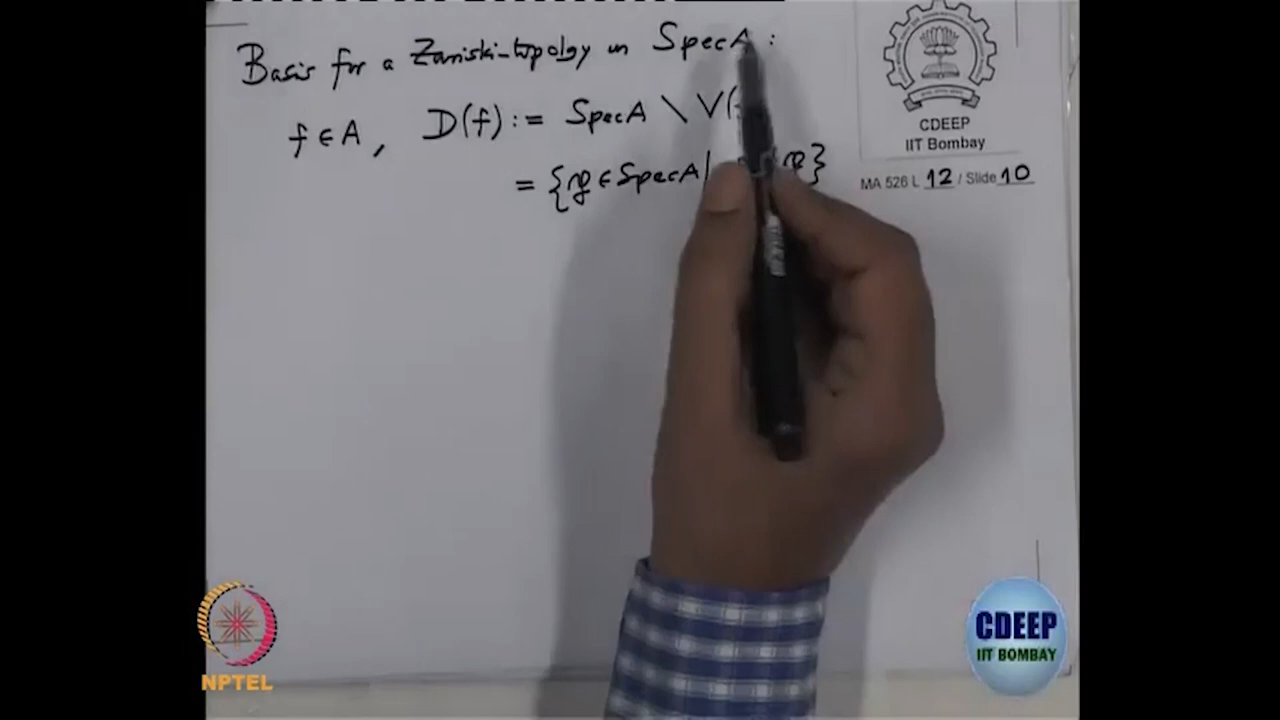 Basis for a Zariski-topology on SpecA :
f ∈ A , D(f) := SpecA \ V(
= {𝔭 ∈ SpecA | 𝔭}
CDEEP
IIT Bombay
MA 526 L 12 / Slide 10
NPTEL
CDEEP
IIT BOMBAY